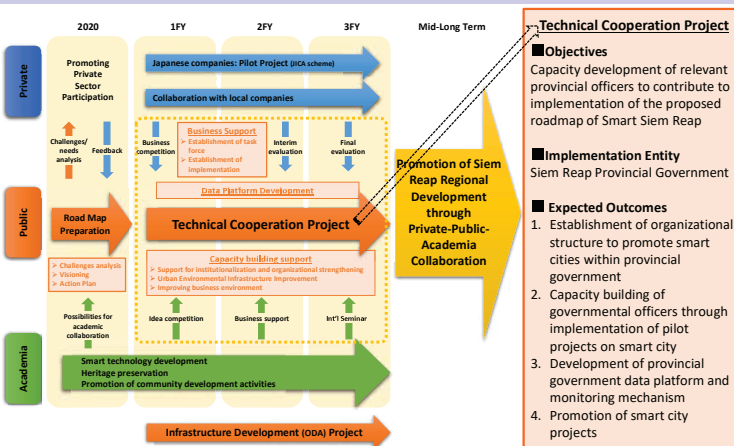 2020
1FY
2FY
3FY
Mid-Long Term
Private
Promoting
Private
Sector
Participation
Japanese companies: Pilot Project (JICA scheme)
Collaboration with local companies
Challenges/
needs
analysis
Feedback
Business
competition
Business Support
➢ Establishment of task
force
➢ Establishment of
implementation
Interim
evaluation
Final
evaluation
Data Platform Development
Public
Road Map
Preparation
Technical Cooperation Project
➢ Challenges analysis
➢ Visioning
➢ Action Plan
Capacity building support
➢ Support for institutionalization and organizational strengthening
➢ Urban Environmental Infrastructure Improvement
➢ Improving business environment
Promotion of Siem
Reap Regional
Development
through
Private-Public-
Academia
Collaboration
Possibilities for
academic
collaboration
Idea competition
Business support
Int'l Seminar
Academia
Smart technology development
Heritage preservation
Promotion of community development activities
Infrastructure Development (ODA) Project
Technical Cooperation Project
■Objectives
Capacity development of relevant
provincial officers to contribute to
implementation of the proposed
roadmap of Smart Siem Reap
■Implementation Entity
Siem Reap Provincial Government
■ Expected Outcomes
1. Establishment of organizational
structure to promote smart
cities within provincial
government
2. Capacity building of
governmental officers through
implementation of pilot
projects on smart city
3. Development of provincial
government data platform and
monitoring mechanism
4. Promotion of smart city
projects